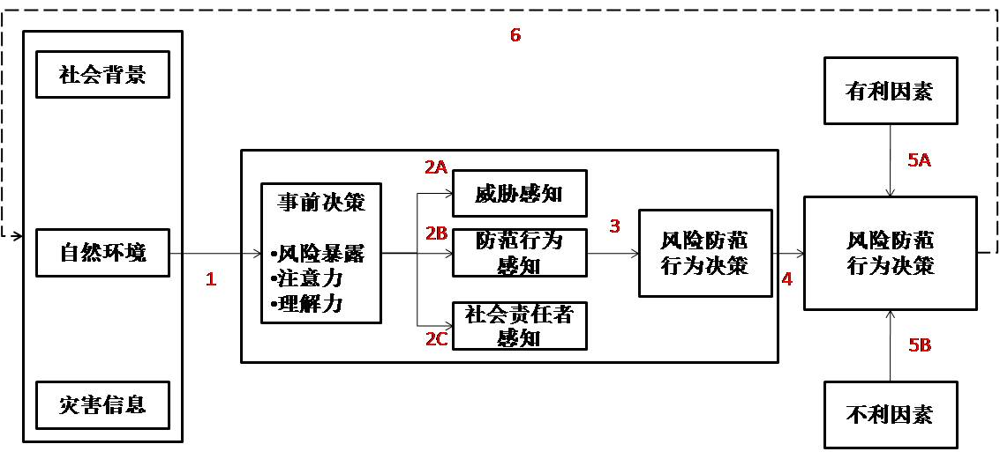 6
社会背景
自然环境
灾害信息
1
事前决策
•风险暴露
•注意力
•理解力
2A
威胁感知
2B
防范行为
感知
2C
社会责任者
感知
3
风险防范
行为决策
4
有利因素
5A
风险防范
行为决策
5B
不利因素